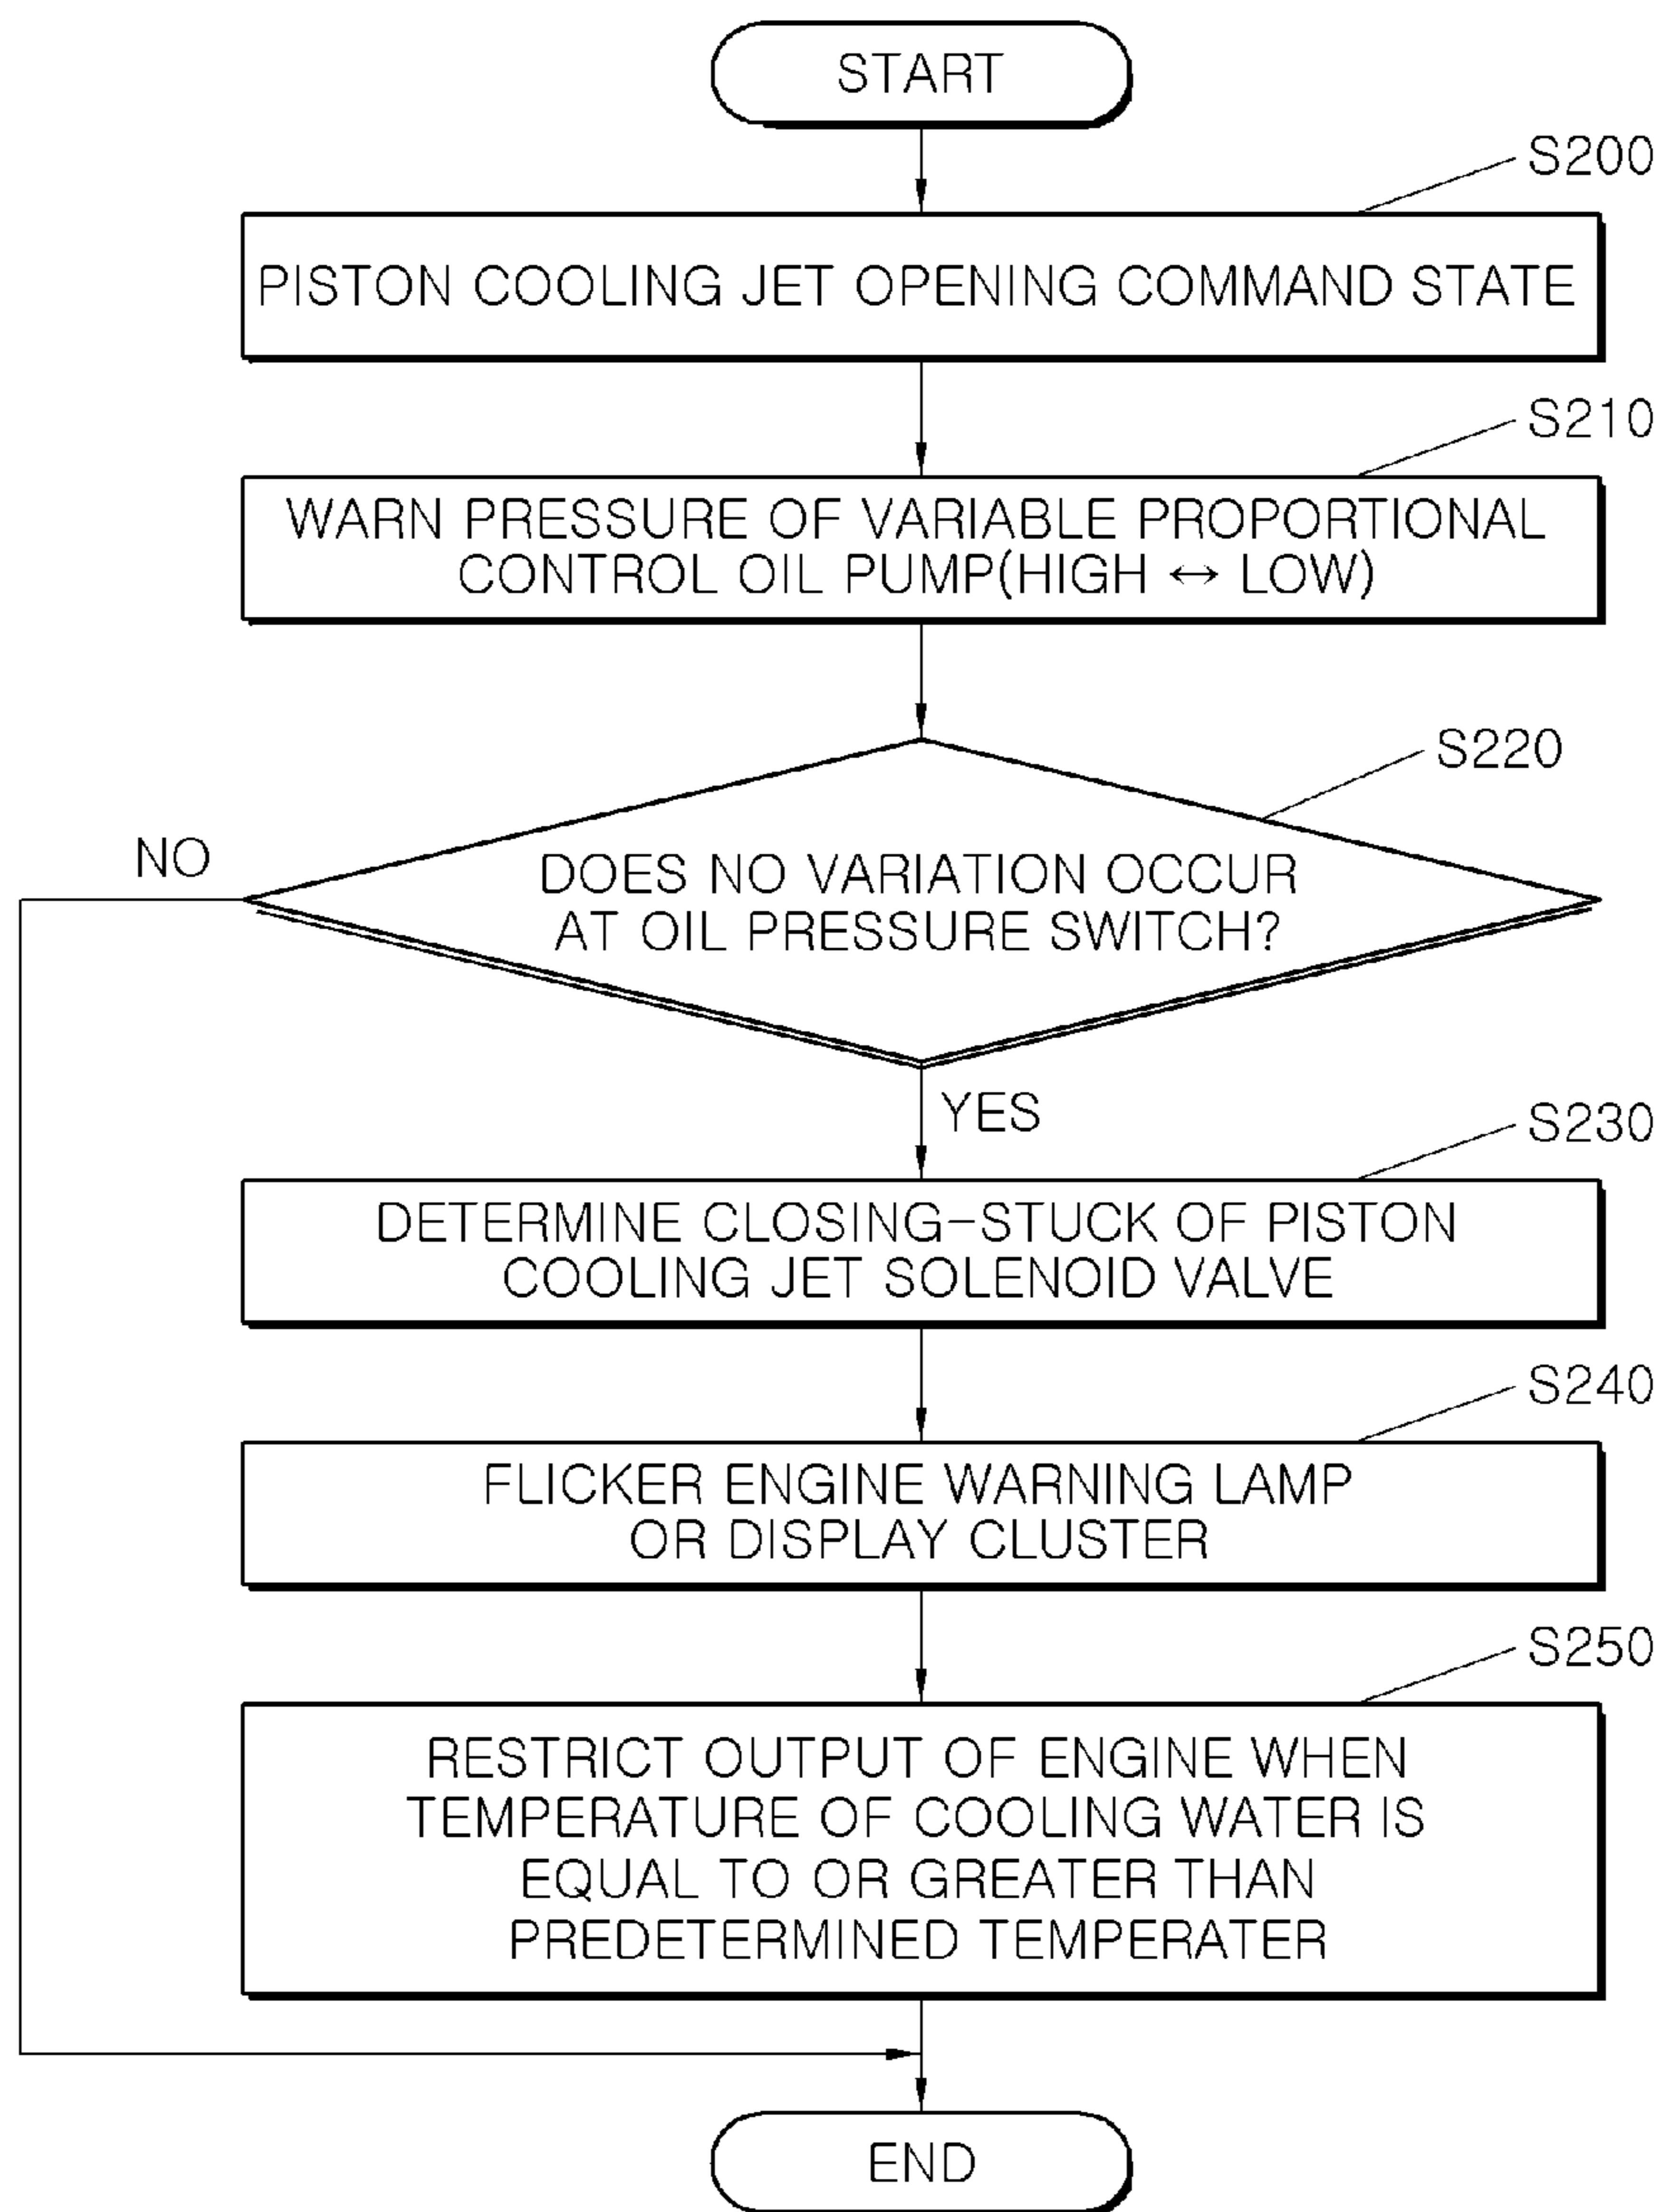 START
S200
PISTON COOLING JET OPENING COMMAND STATE
S210
WARN PRESSURE OF VARIABLE PROPORTIONAL
CONTROL OIL PUMP(HIGH ↔ LOW)
S220
NO
DOES NO VARIATION OCCUR
AT OIL PRESSURE SWITCH?
YES
S230
DETERMINE CLOSING-STUCK OF PISTON
COOLING JET SOLENOID VALVE
S240
FLICKER ENGINE WARNING LAMP
OR DISPLAY CLUSTER
S250
RESTRICT OUTPUT OF ENGINE WHEN
TEMPERATURE OF COOLING WATER IS
EQUAL TO OR GREATER THAN
PREDETERMINED TEMPERATER
END